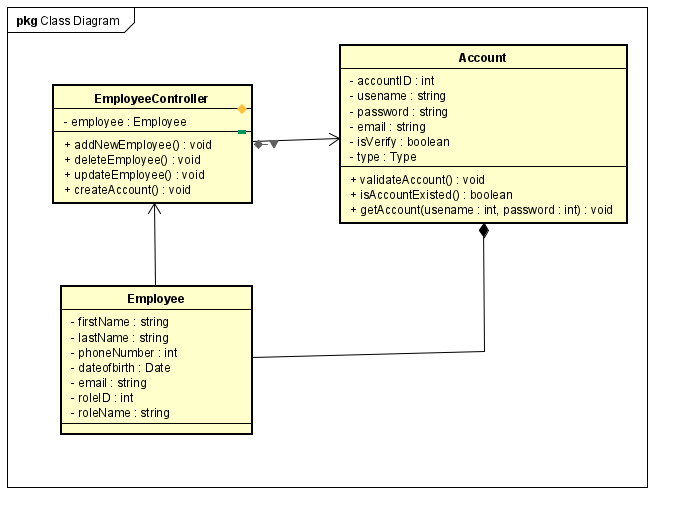 pkg Class Diagram
Account
- accountID : int
- usename : string
- password : string
- email : string
- isVerify : boolean
- type : Type
+ validateAccount() : void
+ isAccountExisted() : boolean
+ getAccount(usename : int, password : int) : void
EmployeeController
- employee : Employee
+ addNewEmployee() : void
+ deleteEmployee() : void
+ updateEmployee() : void
+ createAccount() : void
Employee
- firstName : string
- lastName : string
- phoneNumber : int
- dateofbirth : Date
- email : string
- roleID : int
- roleName : string